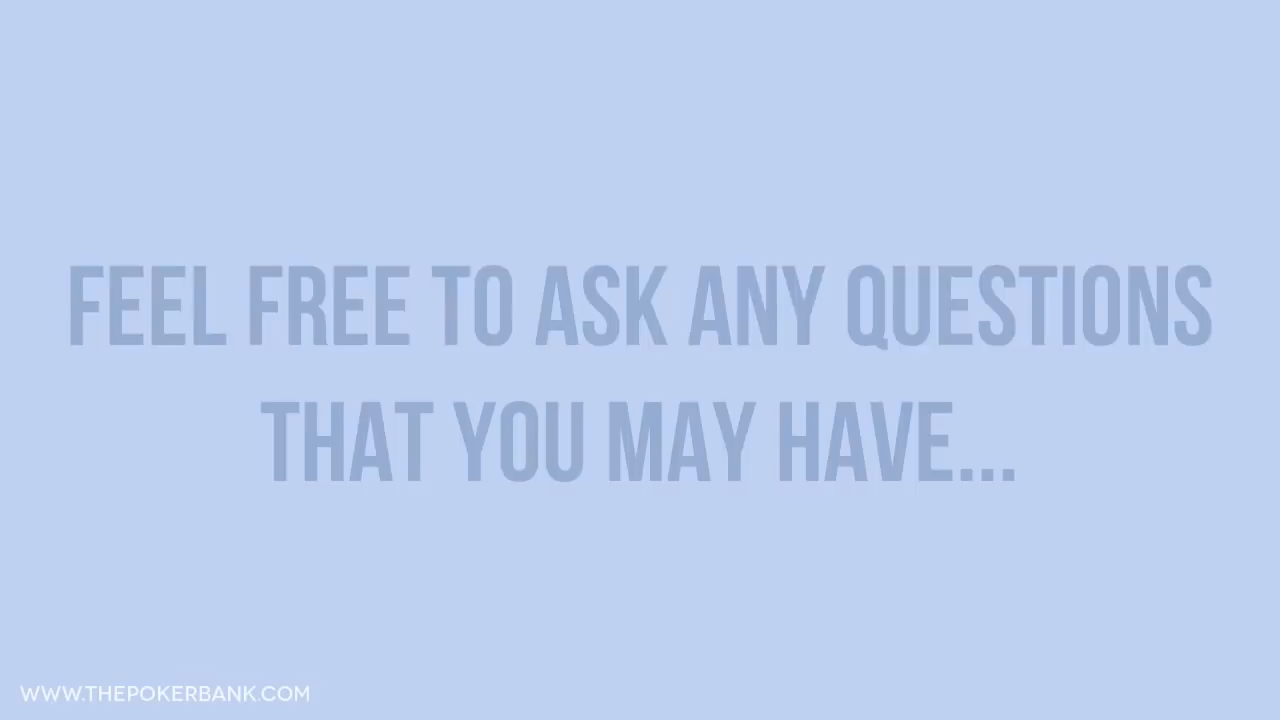 FEEL FREE TO ASK ANY QUESTIONS
THAT YOU MAY HAVE...
WWW.THEPOKERBANK.COM